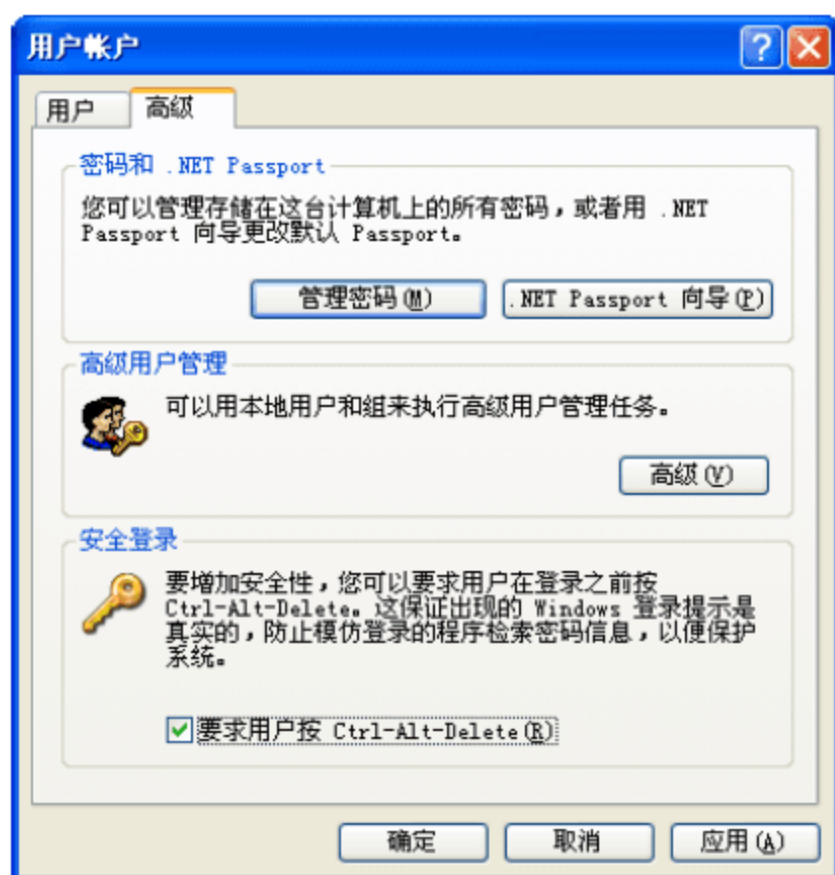 用户帐户
用户 高级
密码和 .NET Passport
您可以管理存储在这台计算机上的所有密码，或者用 .NET
Passport 向导更改默认 Passport。
管理密码(M) .NET Passport 向导(P)
高级用户管理
可以用本地用户和组来执行高级用户管理任务。
高级(V)
安全登录
要增加安全性，您可以要求用户在登录之前按
Ctrl-Alt-Delete。这保证出现的 Windows 登录提示是
真实的，防止模仿登录的程序检索密码信息，以便保护
系统。
要求用户按 Ctrl-Alt-Delete(R)
确定 取消 应用(A)